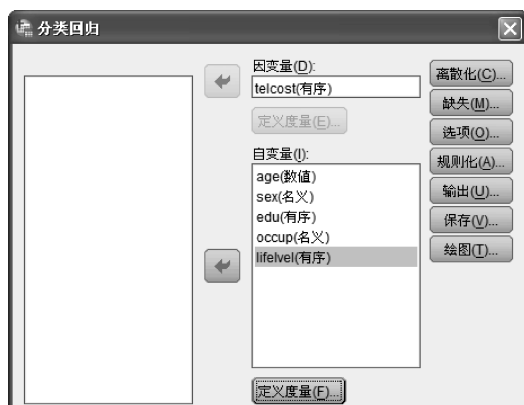 分类回归
因变量(D):
telcost(有序)
定义度量(E)...
自变量(I):
age(数值)
sex(名义)
edu(有序)
occup(名义)
lifelvel(有序)
定义度量(F)...
离散化(C)...
缺失(M)...
选项(O)...
规则化(A)...
输出(U)...
保存(V)...
绘图(T)...